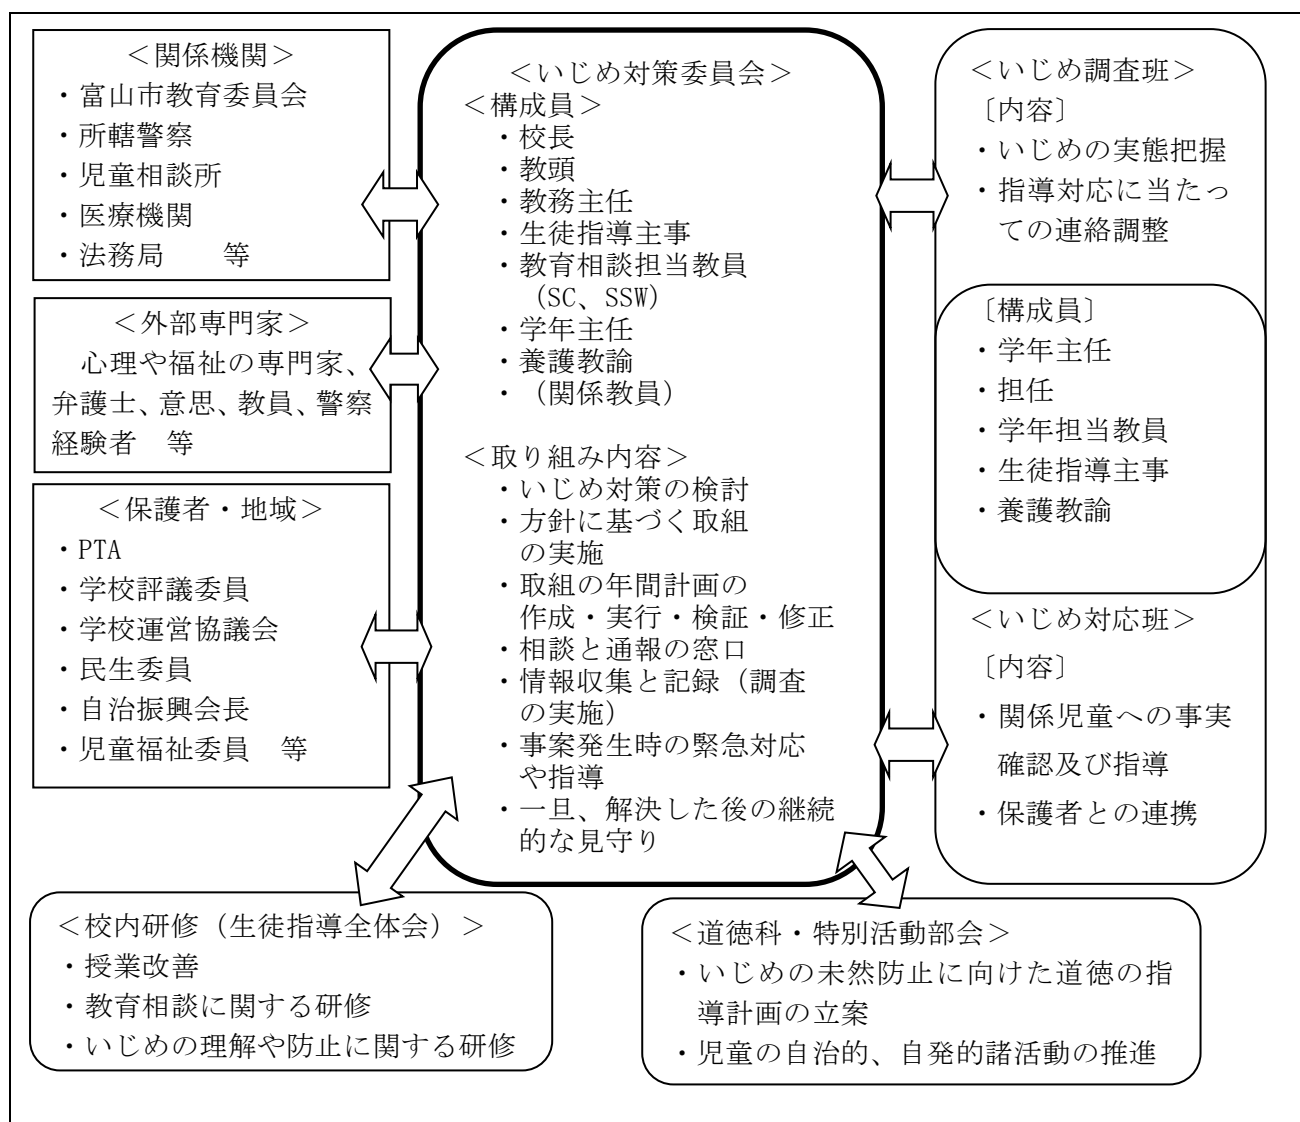 ＜関係機関＞
・富山市教育委員会
・所轄警察
・児童相談所
・医療機関
・法務局　　等
＜外部専門家＞
心理や福祉の専門家、
弁護士、意思、教員、警察
経験者　等
＜保護者・地域＞
・PTA
・学校評議委員
・学校運営協議会
・民生委員
・自治振興会長
・児童福祉委員　等
＜いじめ対策委員会＞
＜構成員＞
・校長
・教頭
・教務主任
・生徒指導主事
・教育相談担当教員
（SC、SSW）
・学年主任
・養護教諭
・（関係教員）
＜取り組み内容＞
・いじめ対策の検討
・方針に基づく取組
の実施
・取組の年間計画の
作成・実行・検証・修正
・相談と通報の窓口
・情報収集と記録（調査
の実施）
・事案発生時の緊急対応
や指導
・一旦、解決した後の継続
的な見守り
＜いじめ調査班＞
〔内容〕
・いじめの実態把握
・指導対応に当たっ
ての連絡調整
〔構成員〕
・学年主任
・担任
・学年担当教員
・生徒指導主事
・養護教諭
＜いじめ対応班＞
〔内容〕
・関係児童への事実
確認及び指導
・保護者との連携
＜校内研修（生徒指導全体会）＞
・授業改善
・教育相談に関する研修
・いじめの理解や防止に関する研修
＜道徳科・特別活動部会＞
・いじめの未然防止に向けた道徳の指
導計画の立案
・児童の自治的、自発的諸活動の推進